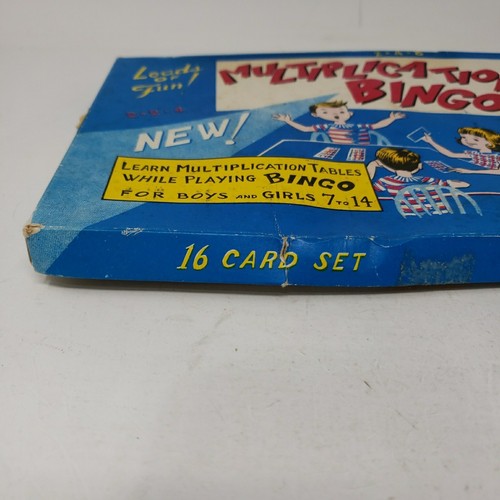 Loads
of
fun!
MULTIPLICATION
BINGO
NEW!
LEARN MULTIPLICATION TABLES
WHILE PLAYING BINGO
FOR BOYS AND GIRLS 7 TO 14
16 CARD SET